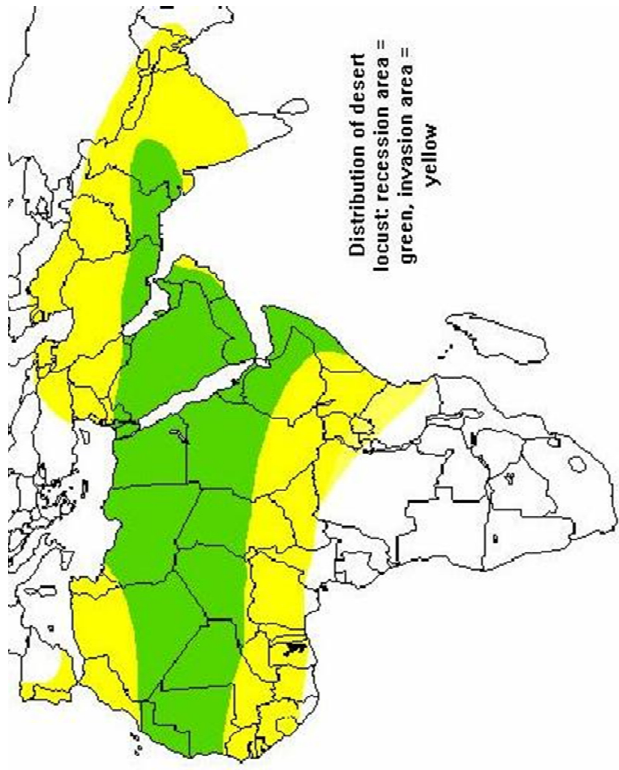 Distribution of desert
locust: recession area =
green, invasion area =
yellow